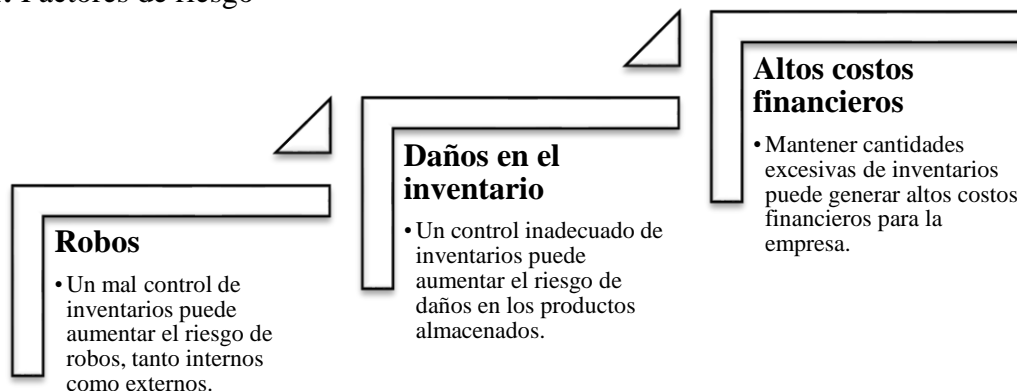 . Factores de riesgo
Robos
• Un mal control de
inventarios puede
aumentar el riesgo de
robos, tanto internos
como externos.
Daños en el
inventario
• Un control inadecuado de
inventarios puede
aumentar el riesgo de
daños en los productos
almacenados.
Altos costos
financieros
• Mantener cantidades
excesivas de inventarios
puede generar altos costos
financieros para la
empresa.